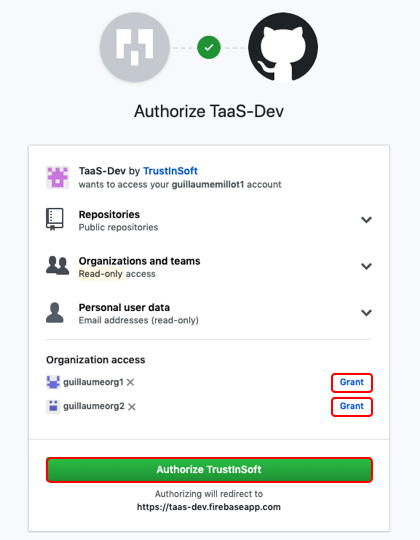 Authorize TaaS-Dev
TaaS-Dev by TrustInSoft
wants to access your guillaumemillot1 account
Repositories
Public repositories
Organizations and teams
Read-only access
Personal user data
Email addresses (read-only)
Organization access
guillaumeorg1
Grant
guillaumeorg2
Grant
Authorize TrustInSoft
Authorizing will redirect to
https://taas-dev.firebaseapp.com